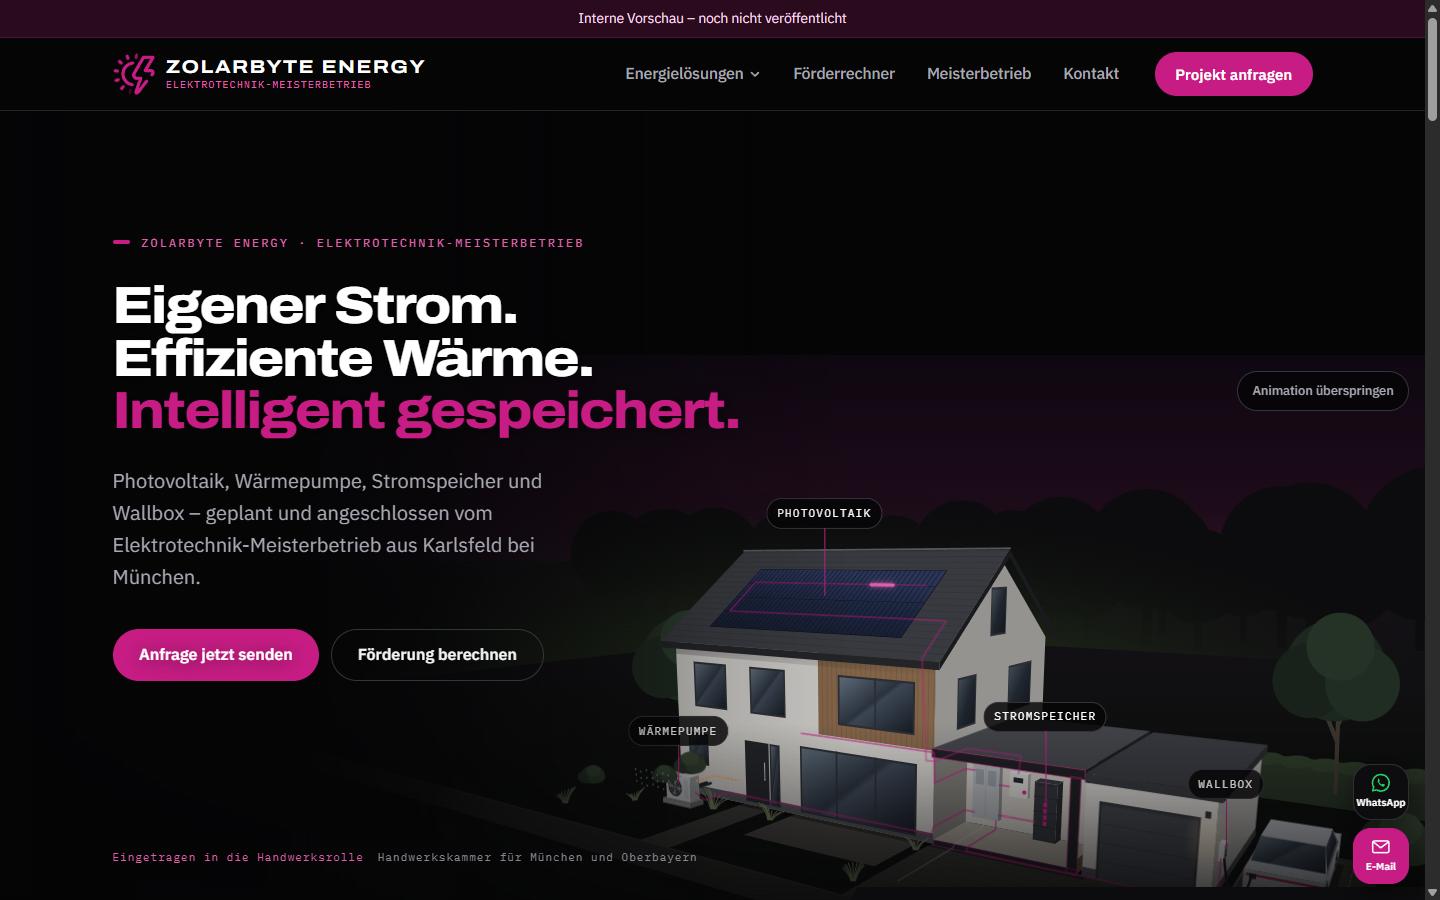 Interne Vorschau – noch nicht veröffentlicht
ZOLARBYTE ENERGY
ELEKTROTECHNIK-MEISTERBETRIEB
Energielösungen
Förderrechner
Meisterbetrieb
Kontakt
Projekt anfragen
ZOLARBYTE ENERGY · ELEKTROTECHNIK-MEISTERBETRIEB
Eigener Strom.
Effiziente Wärme.
Intelligent gespeichert.
Animation überspringen
Photovoltaik, Wärmepumpe, Stromspeicher und
Wallbox – geplant und angeschlossen vom
Elektrotechnik-Meisterbetrieb aus Karlsfeld bei
München.
PHOTOVOLTAIK
Anfrage jetzt senden
Förderung berechnen
STROMSPEICHER
WÄRMEPUMPE
WALLBOX
WhatsApp
E-Mail
Eingetragen in die Handwerksrolle Handwerkskammer für München und Oberbayern